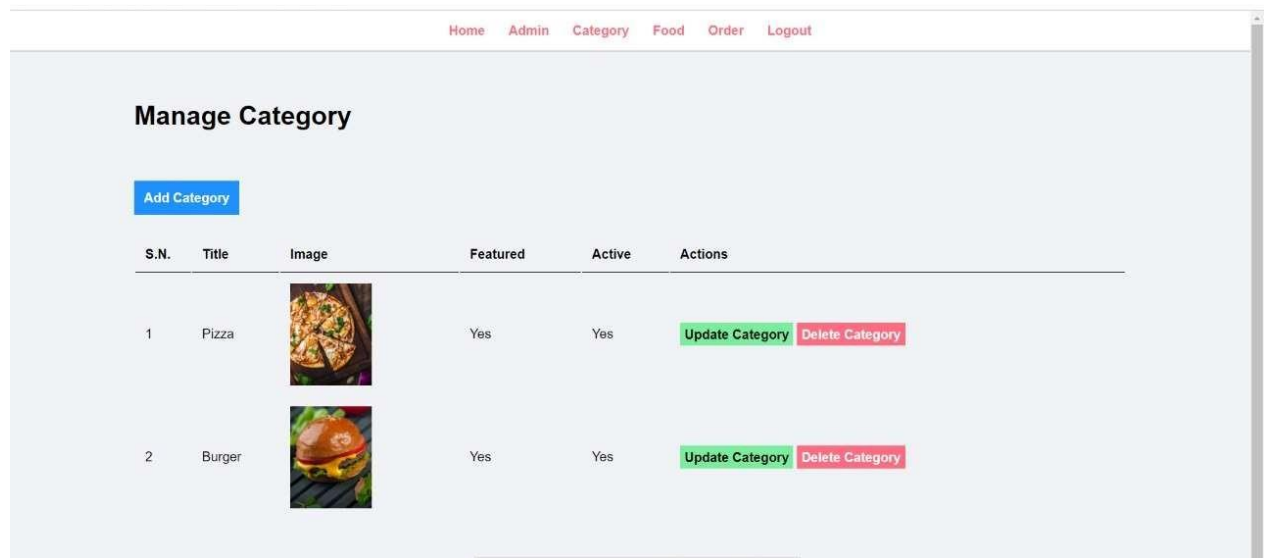 Home Admin Category Food Order Logout
Manage Category
Add Category
S.N. Title Image Featured Active Actions
1 Pizza Yes Yes Update Category Delete Category
2 Burger Yes Yes Update Category Delete Category